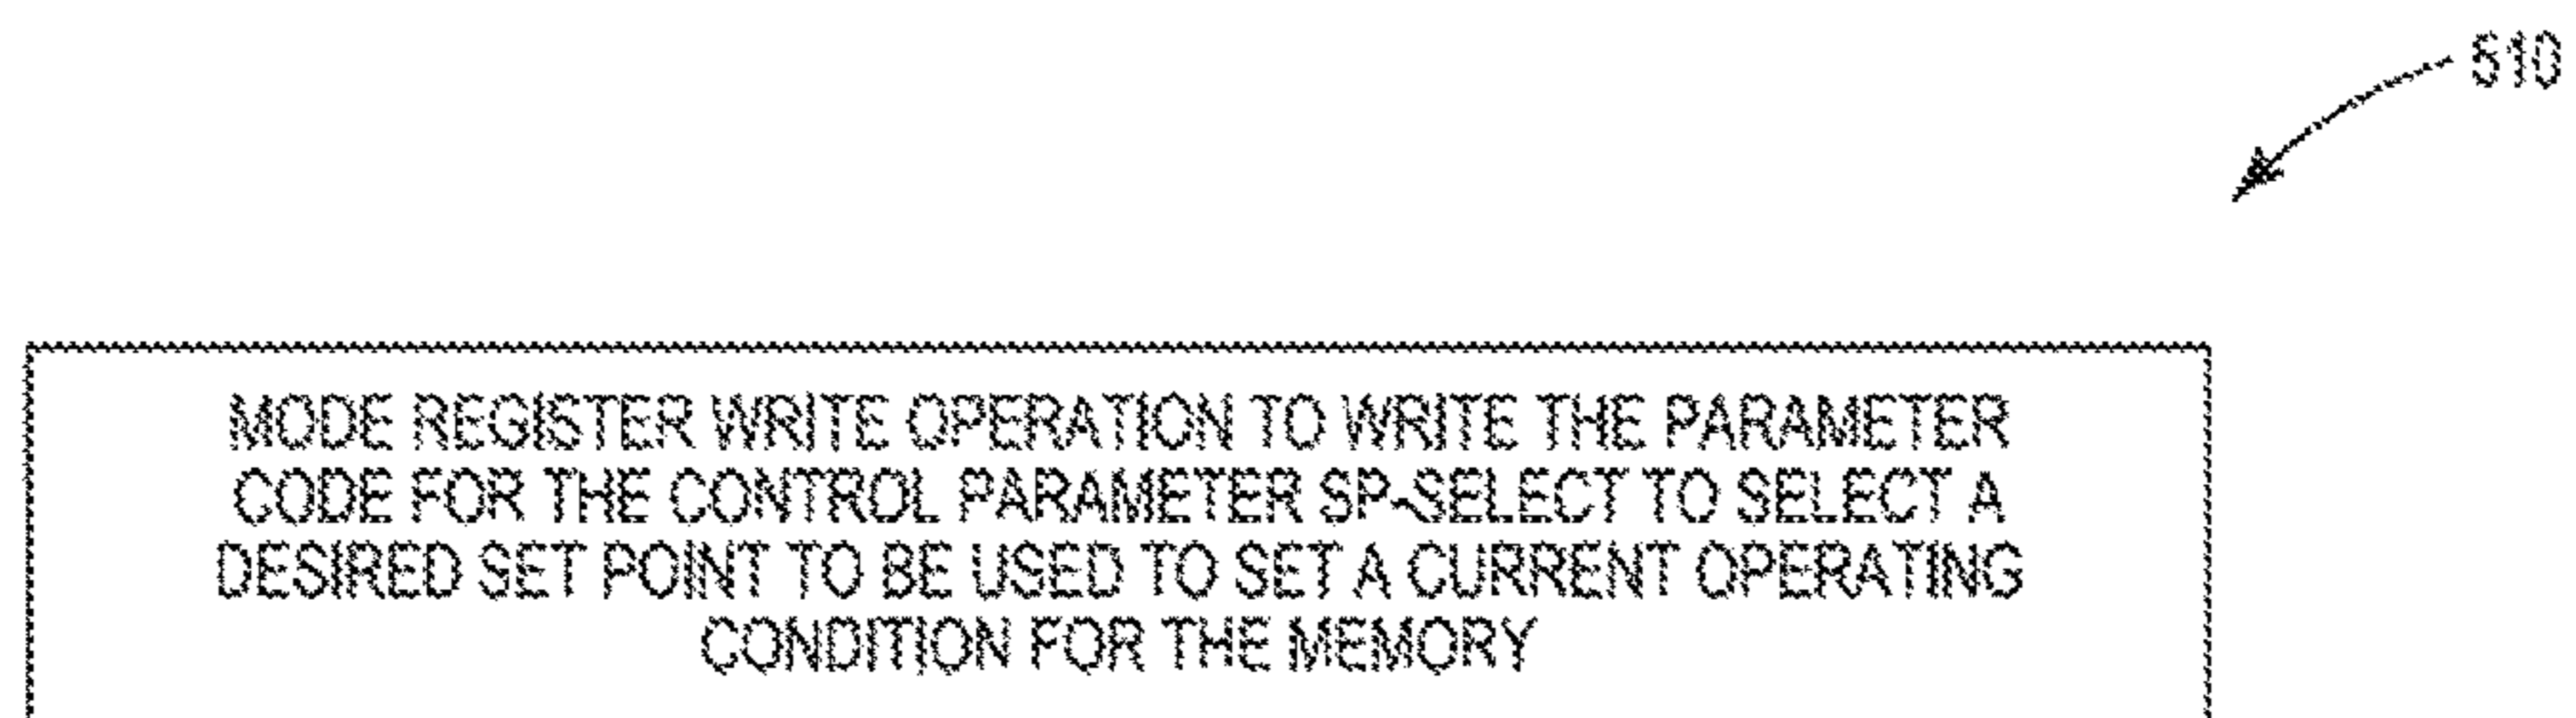 510
MODE REGISTER WRITE OPERATION TO WRITE THE PARAMETER
CODE FOR THE CONTROL PARAMETER SP-SELECT TO SELECT A
DESIRED SET POINT TO BE USED TO SET A CURRENT OPERATING
CONDITION FOR THE MEMORY